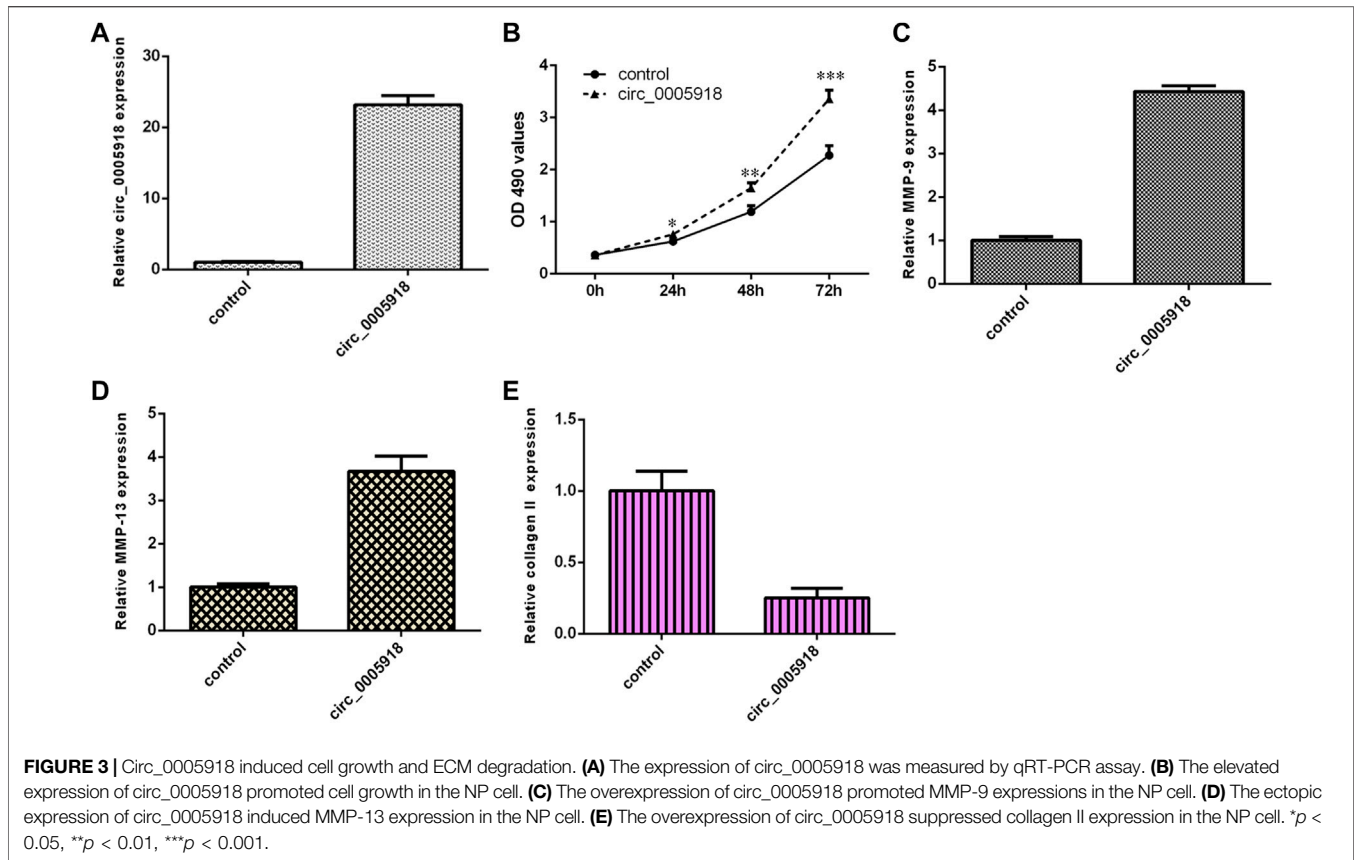 A
Relative circ_0005918 expression
30
20
10
0
control
circ_0005918
B
OD 490 values
4
3
2
1
0
control
circ_0005918
*
**
***
0h 24h 48h 72h
C
Relative MMP-9 expression
5
4
3
2
1
0
control
circ_0005918
D
Relative MMP-13 expression
5
4
3
2
1
0
control
circ_0005918
E
Relative collagen II expression
1.5
1.0
0.5
0.0
control
circ_0005918
FIGURE 3 | Circ_0005918 induced cell growth and ECM degradation. (A) The expression of circ_0005918 was measured by qRT-PCR assay. (B) The elevated
expression of circ_0005918 promoted cell growth in the NP cell. (C) The overexpression of circ_0005918 promoted MMP-9 expressions in the NP cell. (D) The ectopic
expression of circ_0005918 induced MMP-13 expression in the NP cell. (E) The overexpression of circ_0005918 suppressed collagen II expression in the NP cell. *p <
0.05, **p < 0.01, ***p < 0.001.